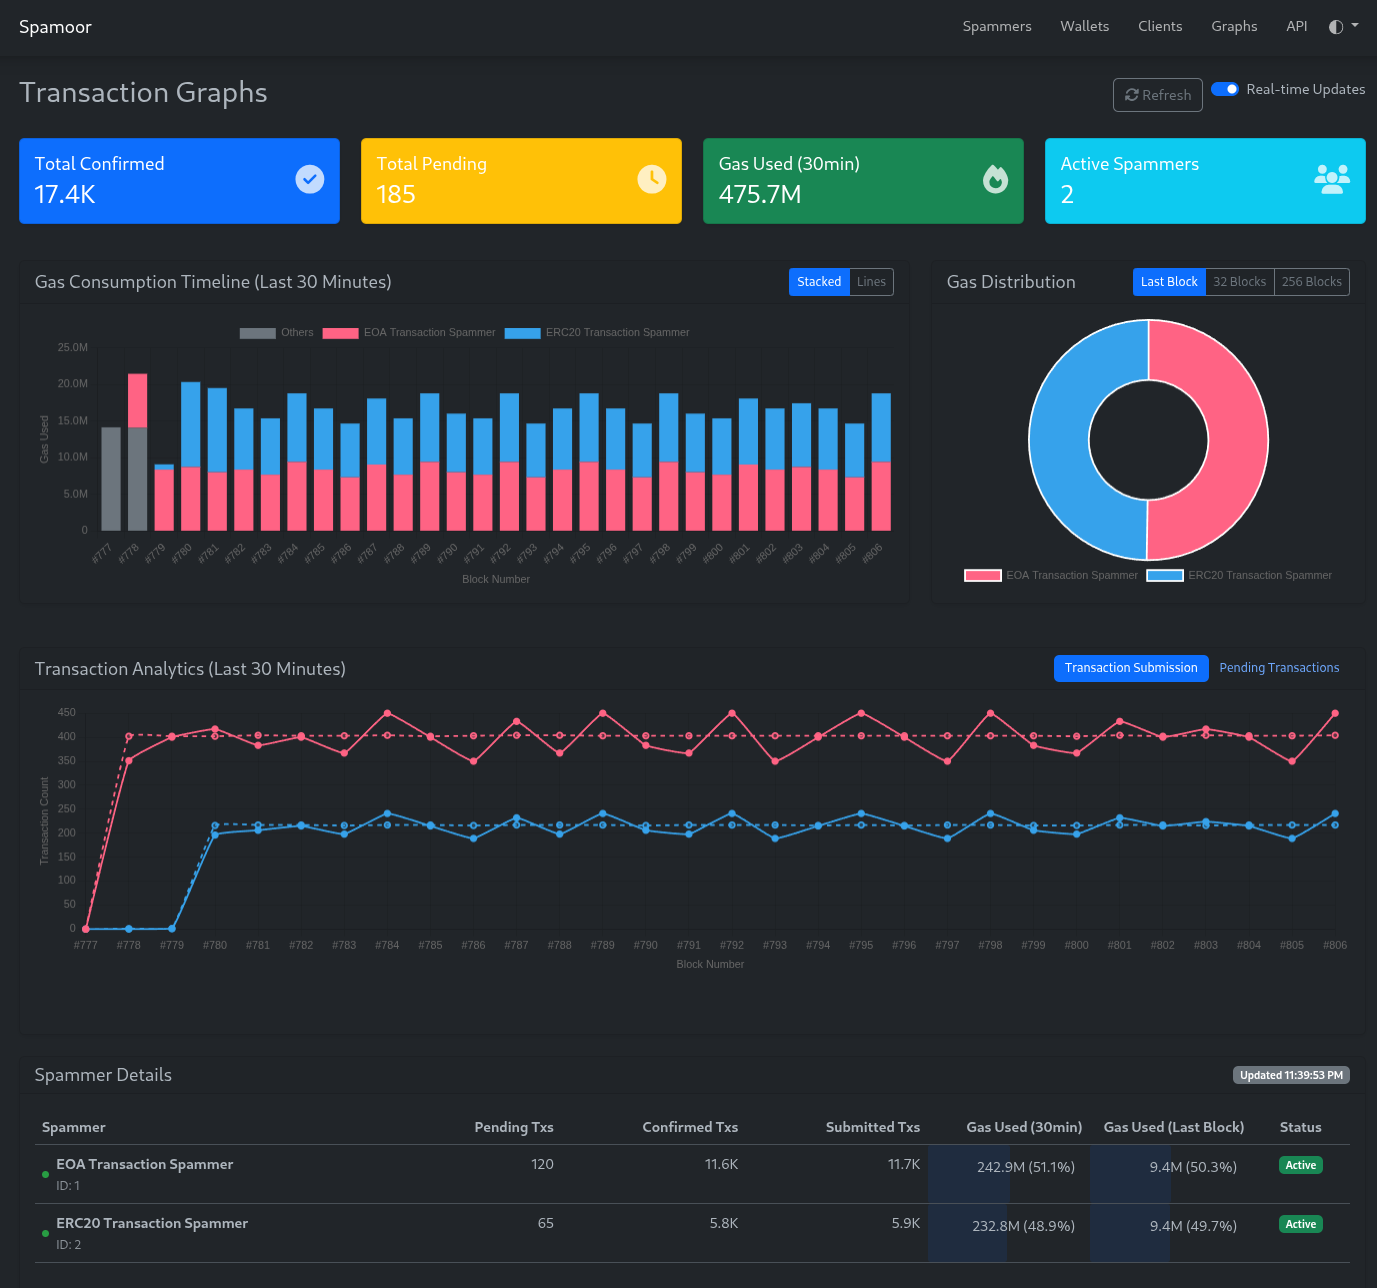 Spamoor
Spammers Wallets Clients Graphs API
Transaction Graphs
Refresh Real-time Updates
Total Confirmed
17.4K
Total Pending
185
Gas Used (30min)
475.7M
Active Spammers
2
Gas Consumption Timeline (Last 30 Minutes)
Stacked Lines
Others EOA Transaction Spammer ERC20 Transaction Spammer
Gas Used
25.0M
20.0M
15.0M
10.0M
5.0M
0
#777 #778 #779 #780 #781 #782 #783 #784 #785 #786 #787 #788 #789 #790 #791 #792 #793 #794 #795 #796 #797 #798 #799 #800 #801 #802 #803 #804 #805 #806
Block Number
Gas Distribution
Last Block 32 Blocks 256 Blocks
EOA Transaction Spammer ERC20 Transaction Spammer
Transaction Analytics (Last 30 Minutes)
Transaction Submission Pending Transactions
Transaction Count
450
400
350
300
250
200
150
100
50
0
#777 #778 #779 #780 #781 #782 #783 #784 #785 #786 #787 #788 #789 #790 #791 #792 #793 #794 #795 #796 #797 #798 #799 #800 #801 #802 #803 #804 #805 #806
Block Number
Spammer Details
Updated 11:39:53 PM
Spammer Pending Txs Confirmed Txs Submitted Txs Gas Used (30min) Gas Used (Last Block) Status
EOA Transaction Spammer 120 11.6K 11.7K 242.9M (51.1%) 9.4M (50.3%) Active
ID: 1
ERC20 Transaction Spammer 65 5.8K 5.9K 232.8M (48.9%) 9.4M (49.7%) Active
ID: 2